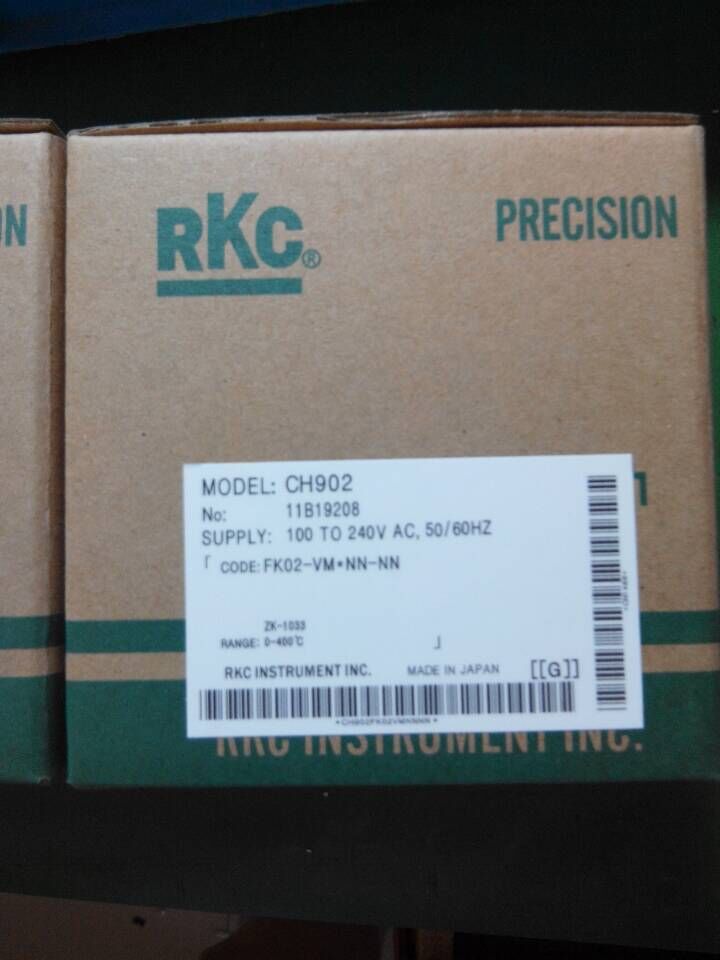 ON
RKC®
PRECISION
MODEL: CH902
No: 11B19208
SUPPLY: 100 TO 240V AC, 50/60HZ
「 CODE: FK02-VM*NN-NN
ZK-1033
RANGE: 0-400℃ 」
RKC INSTRUMENT INC. MADE IN JAPAN [[G]]
*CH902FK02VMNNNN*
RKC INSTRUMENT INC.